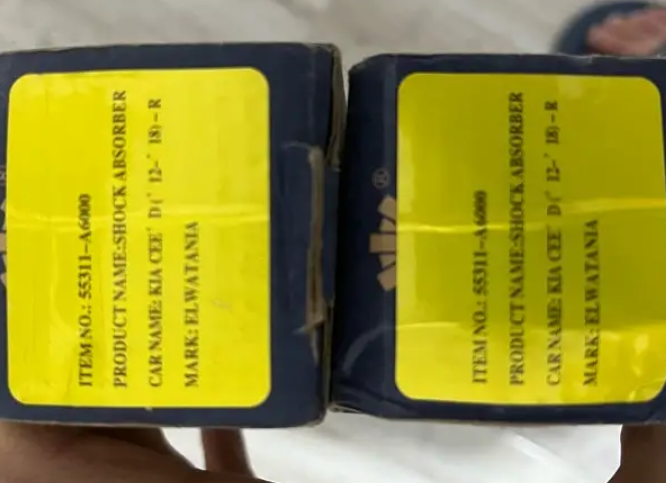 ITEM NO.: 55311-A6000
PRODUCT NAME:SHOCK ABSORBER
CAR NAME: KIA CEE' D (' 12-' 18) - R
MARK: ELWATANIA
®
ITEM NO.: 55311-A6000
PRODUCT NAME:SHOCK ABSORBER
CAR NAME: KIA CEE' D (' 12-' 18) - R
MARK: ELWATANIA
®